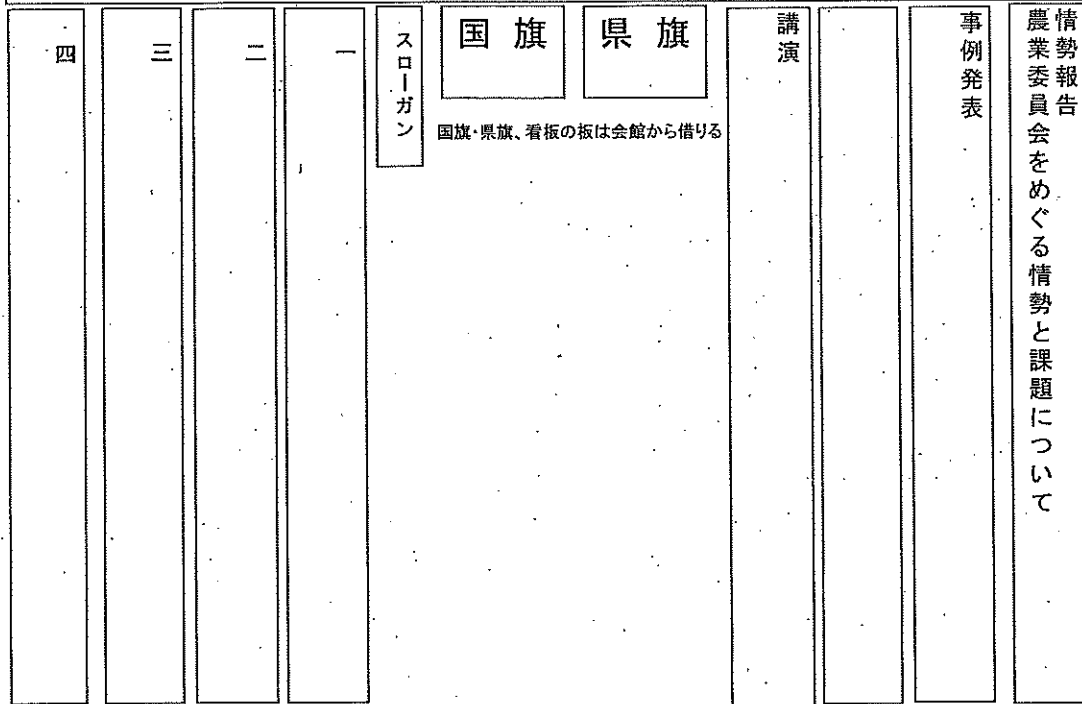 情勢報告
農業委員会をめぐる情勢と課題について
事例発表
講演
県旗
国旗
国旗・県旗、看板の板は会館から借りる
スローガン
一
二
三
四